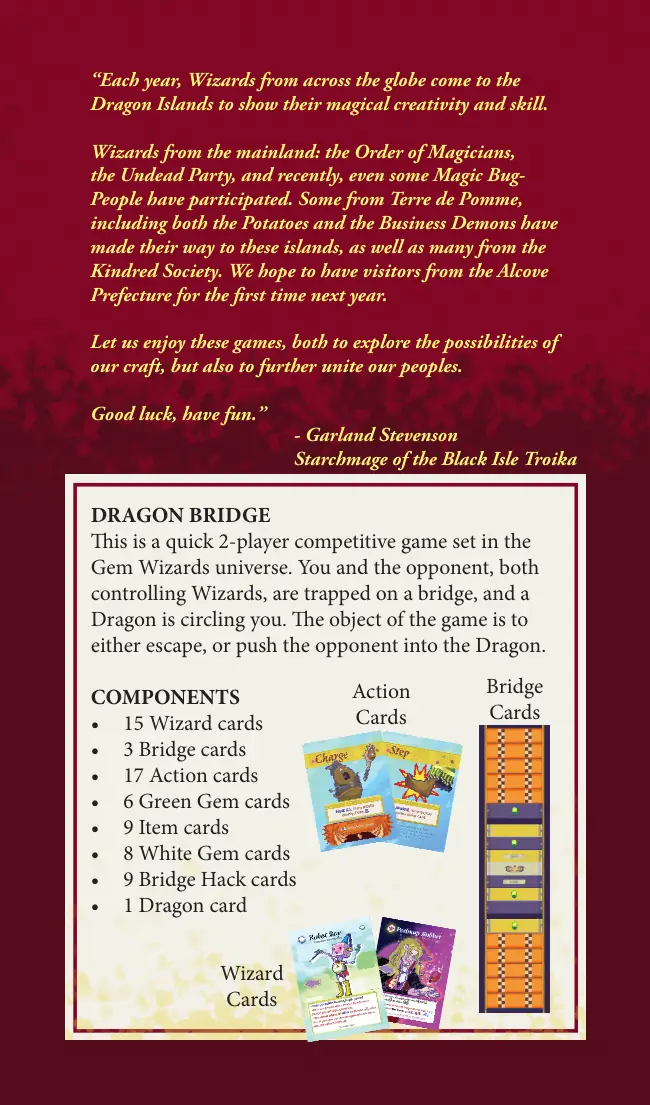 “Each year, Wizards from across the globe come to the
Dragon Islands to show their magical creativity and skill.
Wizards from the mainland: the Order of Magicians,
the Undead Party, and recently, even some Magic Bug-
People have participated. Some from Terre de Pomme,
including both the Potatoes and the Business Demons have
made their way to these islands, as well as many from the
Kindred Society. We hope to have visitors from the Alcove
Prefecture for the first time next year.
Let us enjoy these games, both to explore the possibilities of
our craft, but also to further unite our peoples.
Good luck, have fun.”
- Garland Stevenson
Starchmage of the Black Isle Troika
DRAGON BRIDGE
This is a quick 2-player competitive game set in the
Gem Wizards universe. You and the opponent, both
controlling Wizards, are trapped on a bridge, and a
Dragon is circling you. The object of the game is to
either escape, or push the opponent into the Dragon.
COMPONENTS
• 15 Wizard cards
• 3 Bridge cards
• 17 Action cards
• 6 Green Gem cards
• 9 Item cards
• 8 White Gem cards
• 9 Bridge Hack cards
• 1 Dragon card
Action
Cards
Bridge
Cards
Charge
Step
Wizard
Cards
Robot Bear